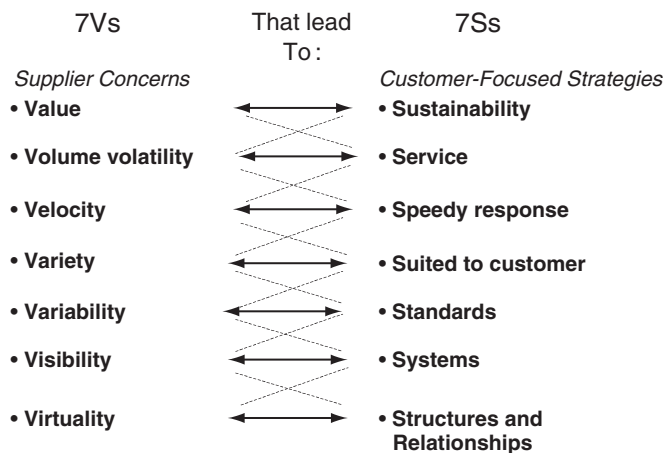 7Vs That lead To: 7Ss
Supplier Concerns Customer-Focused Strategies
• Value • Sustainability
• Volume volatility • Service
• Velocity • Speedy response
• Variety • Suited to customer
• Variability • Standards
• Visibility • Systems
• Virtuality • Structures and
Relationships